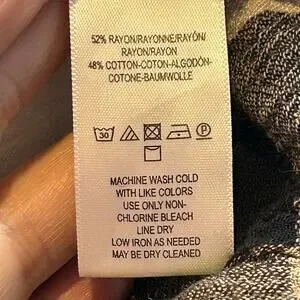 52% RAYON/RAYONNE/RAYÓN/
RAYON/RAYON
48% COTTON-COTON-ALGODÓN-
COTONE-BAUMWOLLE
30
P
MACHINE WASH COLD
WITH LIKE COLORS
USE ONLY NON-
CHLORINE BLEACH
LINE DRY
LOW IRON AS NEEDED
MAY BE DRY CLEANED